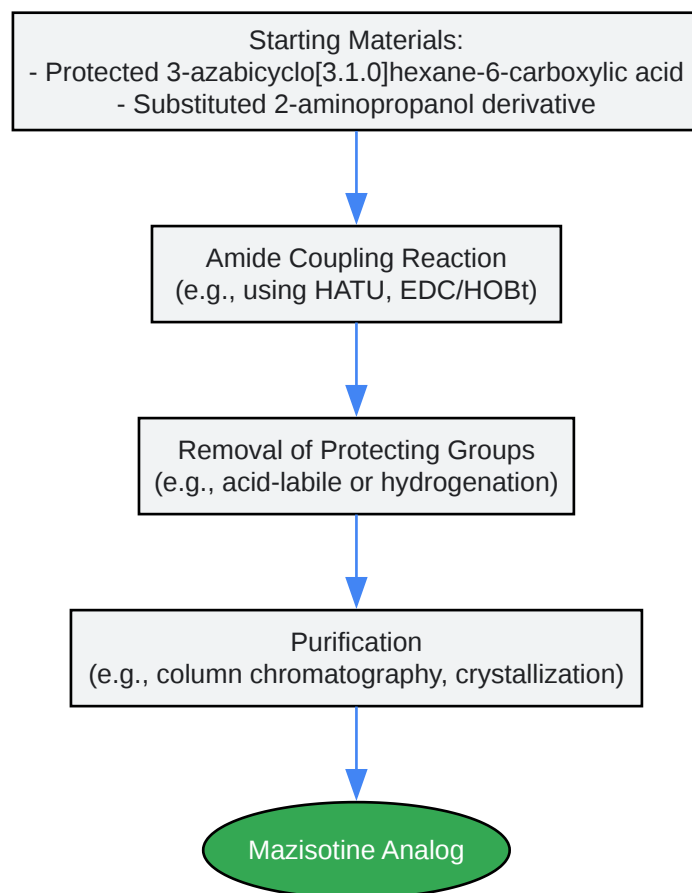 Starting Materials:
- Protected 3-azabicyclo[3.1.0]hexane-6-carboxylic acid
- Substituted 2-aminopropanol derivative
Amide Coupling Reaction
(e.g., using HATU, EDC/HOBt)
Removal of Protecting Groups
(e.g., acid-labile or hydrogenation)
Purification
(e.g., column chromatography, crystallization)
Mazisotine Analog